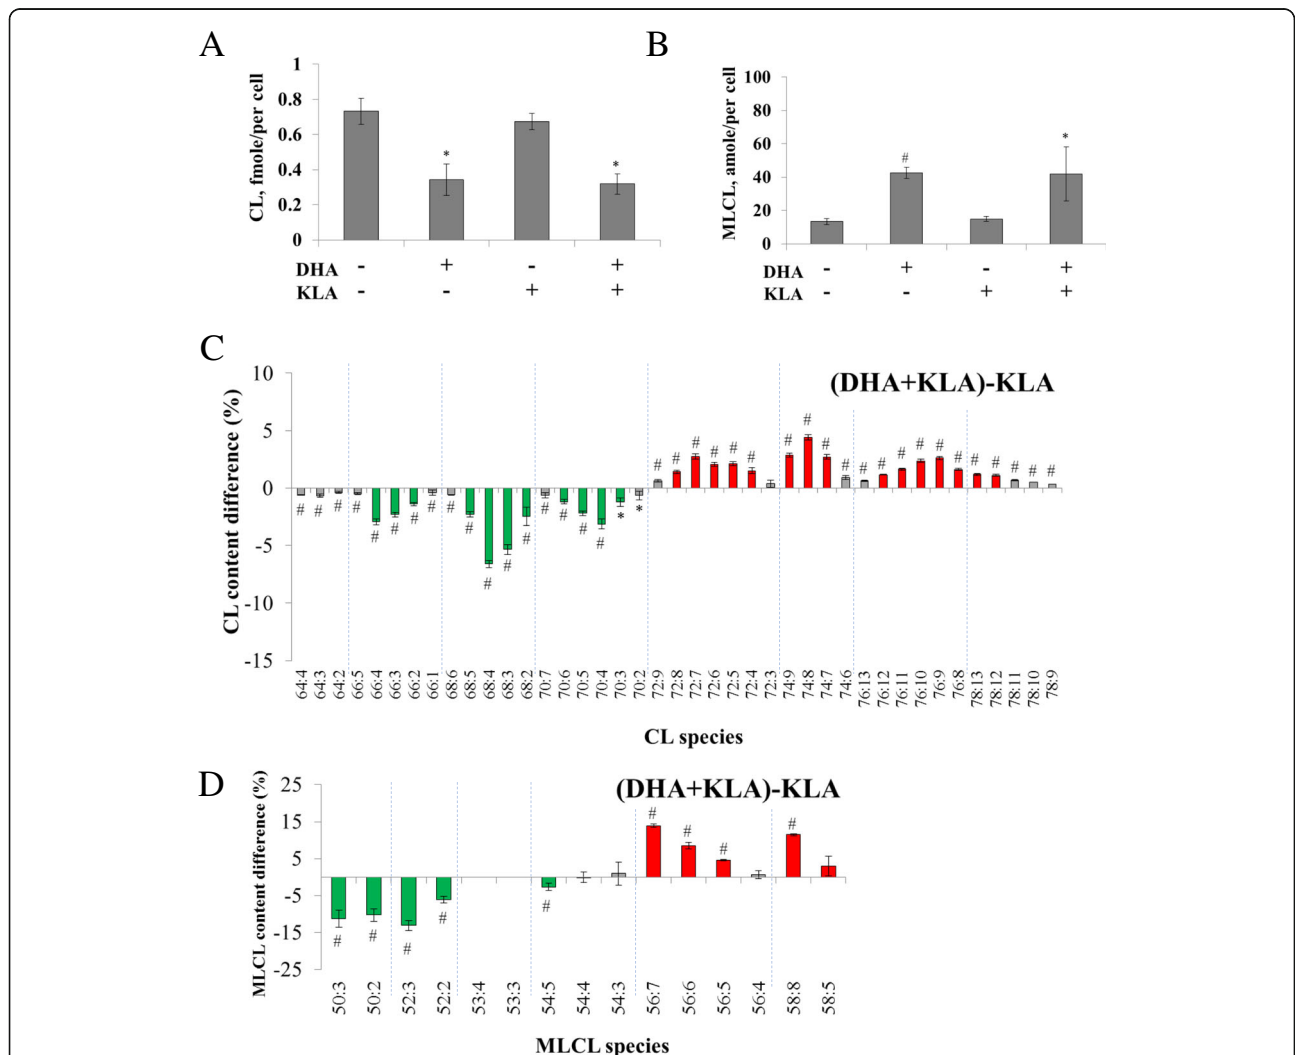 A
CL, fmole/per cell
1
0.8
0.6
0.4
0.2
0
* *
DHA - + - +
KLA - - + +
B
MLCL, amole/per cell
100
80
60
40
20
0
# *
DHA - + - +
KLA - - + +
C
(DHA+KLA)-KLA
CL content difference (%)
10
5
0
-5
-10
-15
# # # # # # # # # # # # # # # # # * * # # # # # # # # # # # # # # # # # # # # #
64:4 64:3 64:2 66:5 66:4 66:3 66:2 66:1 68:6 68:5 68:4 68:3 68:2 70:7 70:6 70:5 70:4 70:3 70:2 72:9 72:8 72:7 72:6 72:5 72:4 72:3 74:9 74:8 74:7 74:6 76:13 76:12 76:11 76:10 76:9 76:8 78:13 78:12 78:11 78:10 78:9
CL species
D
(DHA+KLA)-KLA
MLCL content difference (%)
25
15
5
-5
-15
-25
# # # # # # # # #
50:3 50:2 52:3 52:2 53:4 53:3 54:5 54:4 54:3 56:7 56:6 56:5 56:4 58:8 58:5
MLCL species